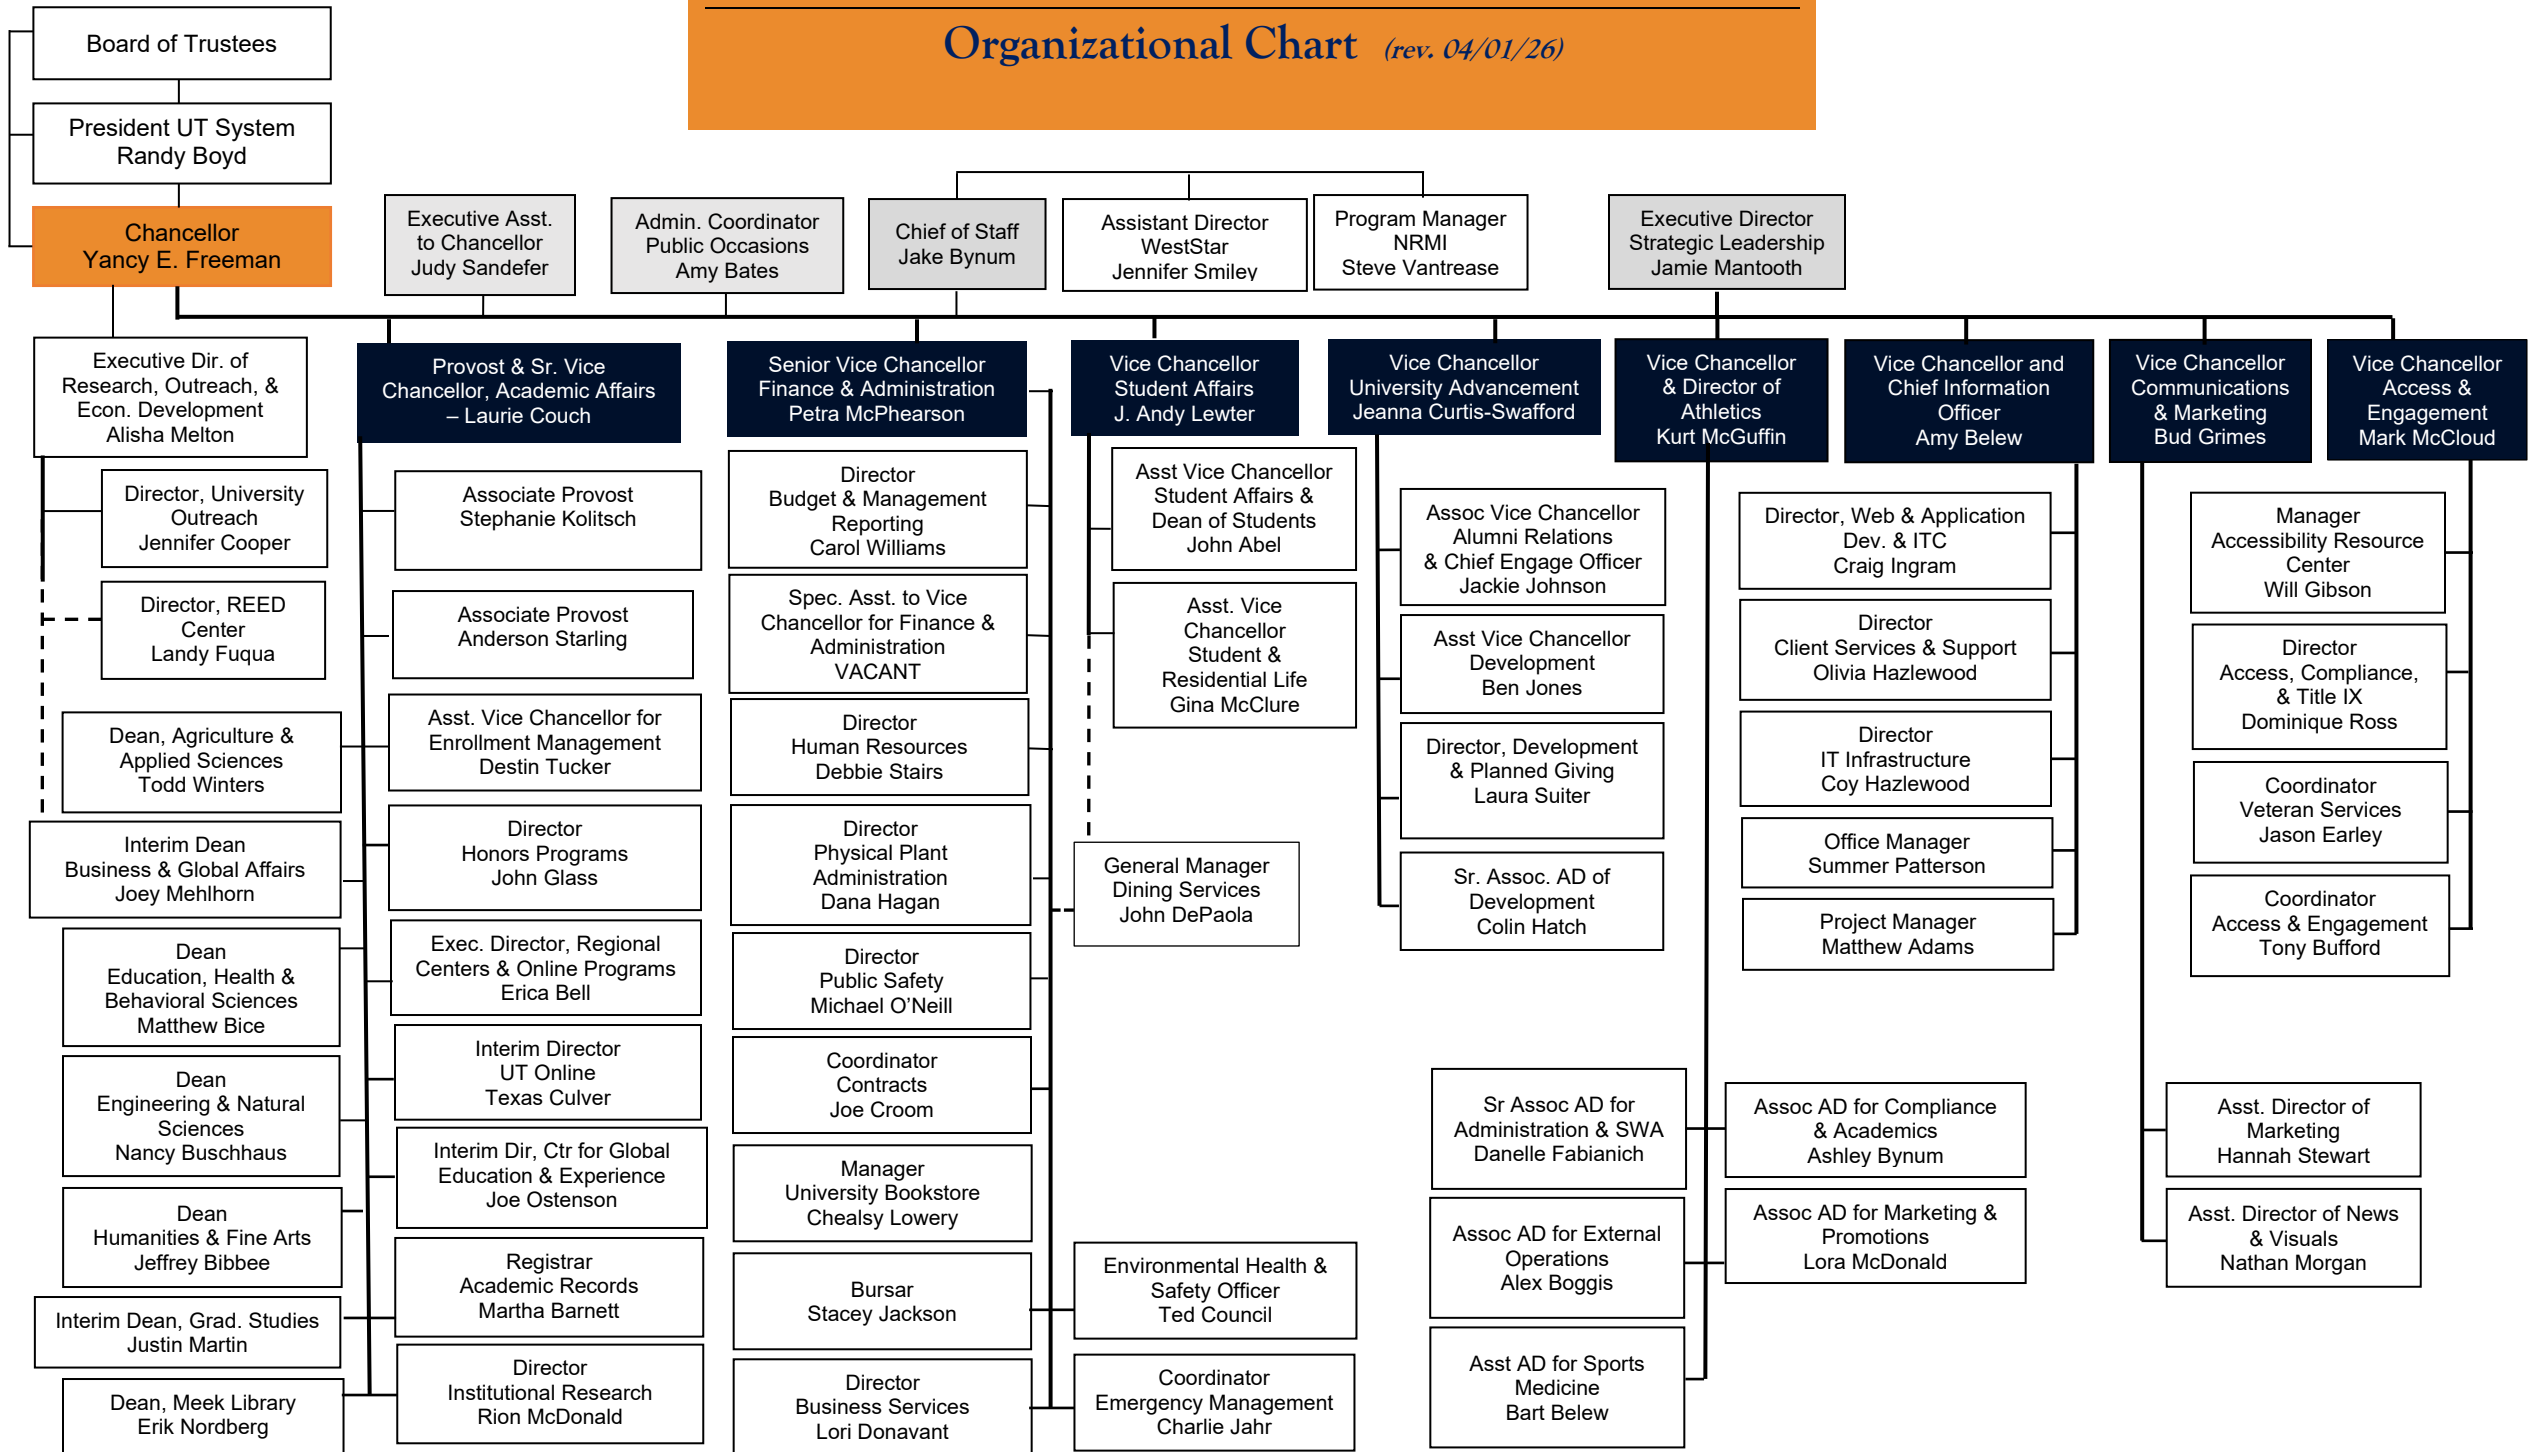 Organizational Chart (rev. 04/01/26)
Board of Trustees
President UT System
Randy Boyd
Chancellor
Yancy E. Freeman
Executive Asst.
to Chancellor
Judy Sandefer
Admin. Coordinator
Public Occasions
Amy Bates
Chief of Staff
Jake Bynum
Assistant Director
WestStar
Jennifer Smiley
Program Manager
NRMI
Steve Vantrease
Executive Director
Strategic Leadership
Jamie Mantooth
Executive Dir. of
Research, Outreach, &
Econ. Development
Alisha Melton
Director, University
Outreach
Jennifer Cooper
Director, REED
Center
Landy Fuqua
Provost & Sr. Vice
Chancellor, Academic Affairs
– Laurie Couch
Dean, Agriculture &
Applied Sciences
Todd Winters
Interim Dean
Business & Global Affairs
Joey Mehlhorn
Dean
Education, Health &
Behavioral Sciences
Matthew Bice
Dean
Engineering & Natural
Sciences
Nancy Buschhaus
Dean
Humanities & Fine Arts
Jeffrey Bibbee
Interim Dean, Grad. Studies
Justin Martin
Dean, Meek Library
Erik Nordberg
Associate Provost
Stephanie Kolitsch
Associate Provost
Anderson Starling
Asst. Vice Chancellor for
Enrollment Management
Destin Tucker
Director
Honors Programs
John Glass
Exec. Director, Regional
Centers & Online Programs
Erica Bell
Interim Director
UT Online
Texas Culver
Interim Dir, Ctr for Global
Education & Experience
Joe Ostenson
Registrar
Academic Records
Martha Barnett
Director
Institutional Research
Rion McDonald
Senior Vice Chancellor
Finance & Administration
Petra McPhearson
Director
Budget & Management
Reporting
Carol Williams
Spec. Asst. to Vice
Chancellor for Finance &
Administration
VACANT
Director
Human Resources
Debbie Stairs
Director
Physical Plant
Administration
Dana Hagan
Director
Public Safety
Michael O’Neill
Coordinator
Contracts
Joe Croom
Manager
University Bookstore
Chealsy Lowery
Bursar
Stacey Jackson
Director
Business Services
Lori Donavant
Environmental Health &
Safety Officer
Ted Council
Coordinator
Emergency Management
Charlie Jahr
Vice Chancellor
Student Affairs
J. Andy Lewter
Asst Vice Chancellor
Student Affairs &
Dean of Students
John Abel
Asst. Vice
Chancellor
Student &
Residential Life
Gina McClure
General Manager
Dining Services
John DePaola
Vice Chancellor
University Advancement
Jeanna Curtis-Swafford
Assoc Vice Chancellor
Alumni Relations
& Chief Engage Officer
Jackie Johnson
Asst Vice Chancellor
Development
Ben Jones
Director, Development
& Planned Giving
Laura Suiter
Sr. Assoc. AD of
Development
Colin Hatch
Vice Chancellor
& Director of
Athletics
Kurt McGuffin
Sr Assoc AD for
Administration & SWA
Danelle Fabianich
Assoc AD for External
Operations
Alex Boggis
Asst AD for Sports
Medicine
Bart Belew
Assoc AD for Compliance
& Academics
Ashley Bynum
Assoc AD for Marketing &
Promotions
Lora McDonald
Vice Chancellor and
Chief Information
Officer
Amy Belew
Director, Web & Application
Dev. & ITC
Craig Ingram
Director
Client Services & Support
Olivia Hazlewood
Director
IT Infrastructure
Coy Hazlewood
Office Manager
Summer Patterson
Project Manager
Matthew Adams
Vice Chancellor
Communications
& Marketing
Bud Grimes
Asst. Director of
Marketing
Hannah Stewart
Asst. Director of News
& Visuals
Nathan Morgan
Vice Chancellor
Access &
Engagement
Mark McCloud
Manager
Accessibility Resource
Center
Will Gibson
Director
Access, Compliance,
& Title IX
Dominique Ross
Coordinator
Veteran Services
Jason Earley
Coordinator
Access & Engagement
Tony Bufford